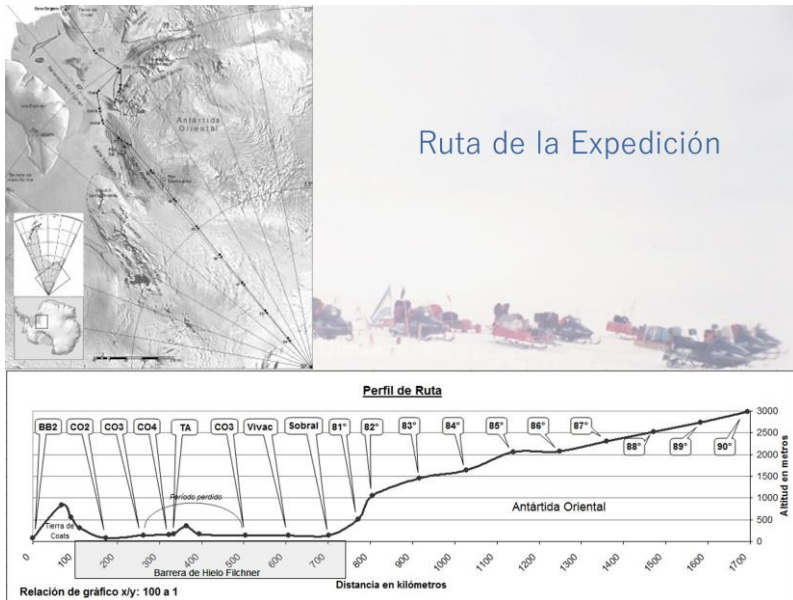 Antártida
Oriental
Ruta de la Expedición
Perfil de Ruta
BB2
CO2
CO3
CO4
TA
CO3
Vivac
Sobral
81°
82°
83°
84°
85°
86°
87°
88°
89°
90°
Período perdido
Tierra de
Coats
Antártida Oriental
3000
2500
2000
1500
1000
500
0
Altitud en metros
0
100
200
300
400
500
600
700
800
900
1000
1100
1200
1300
1400
1500
1600
1700
Barrera de Hielo Filchner
Distancia en kilómetros
Relación de gráfico x/y: 100 a 1